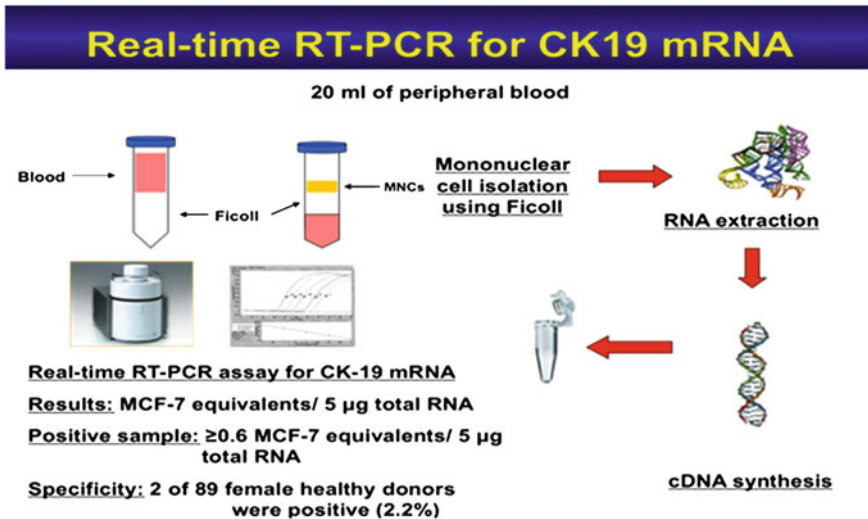 Real-time RT-PCR for CK19 mRNA
20 ml of peripheral blood
Blood
Ficoll
MNCs
Mononuclear
cell isolation
using Ficoll
RNA extraction
cDNA synthesis
Real-time RT-PCR assay for CK-19 mRNA
Results: MCF-7 equivalents/ 5 µg total RNA
Positive sample: ≥0.6 MCF-7 equivalents/ 5 µg
total RNA
Specificity: 2 of 89 female healthy donors
were positive (2.2%)